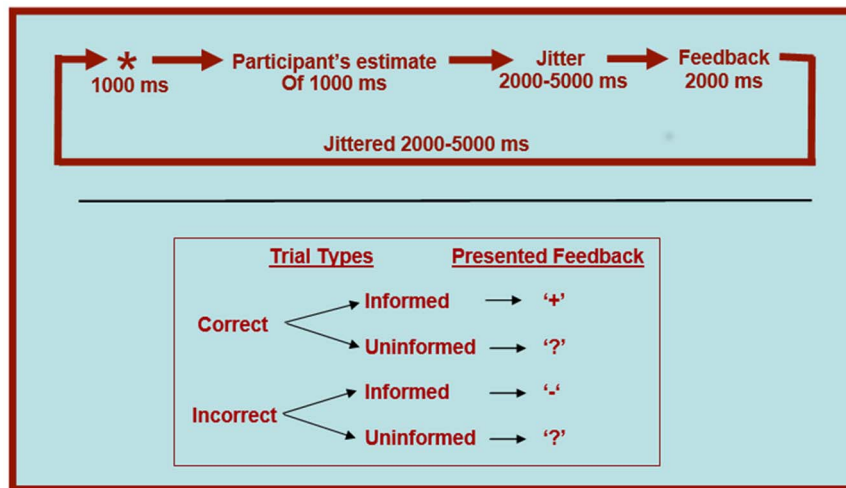 * Participant's estimate Jitter Feedback
1000 ms Of 1000 ms 2000-5000 ms 2000 ms
Jittered 2000-5000 ms
Trial Types Presented Feedback
Informed '+'
Correct
Uninformed '?'
Informed '-'
Incorrect
Uninformed '?'